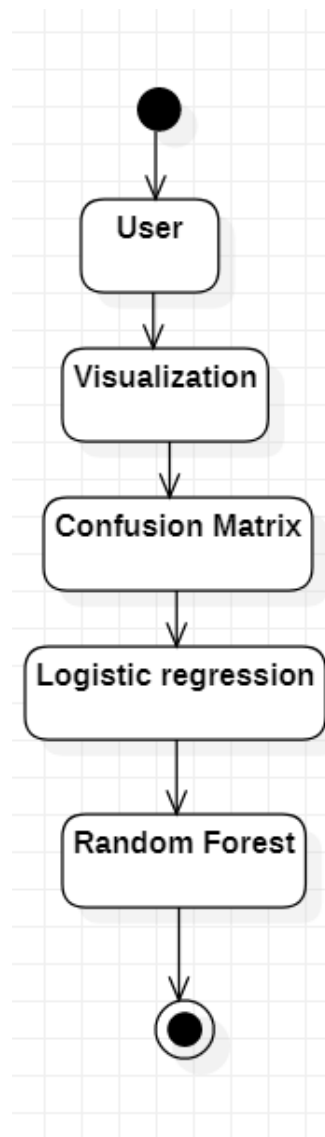 User
Visualization
Confusion Matrix
Logistic regression
Random Forest